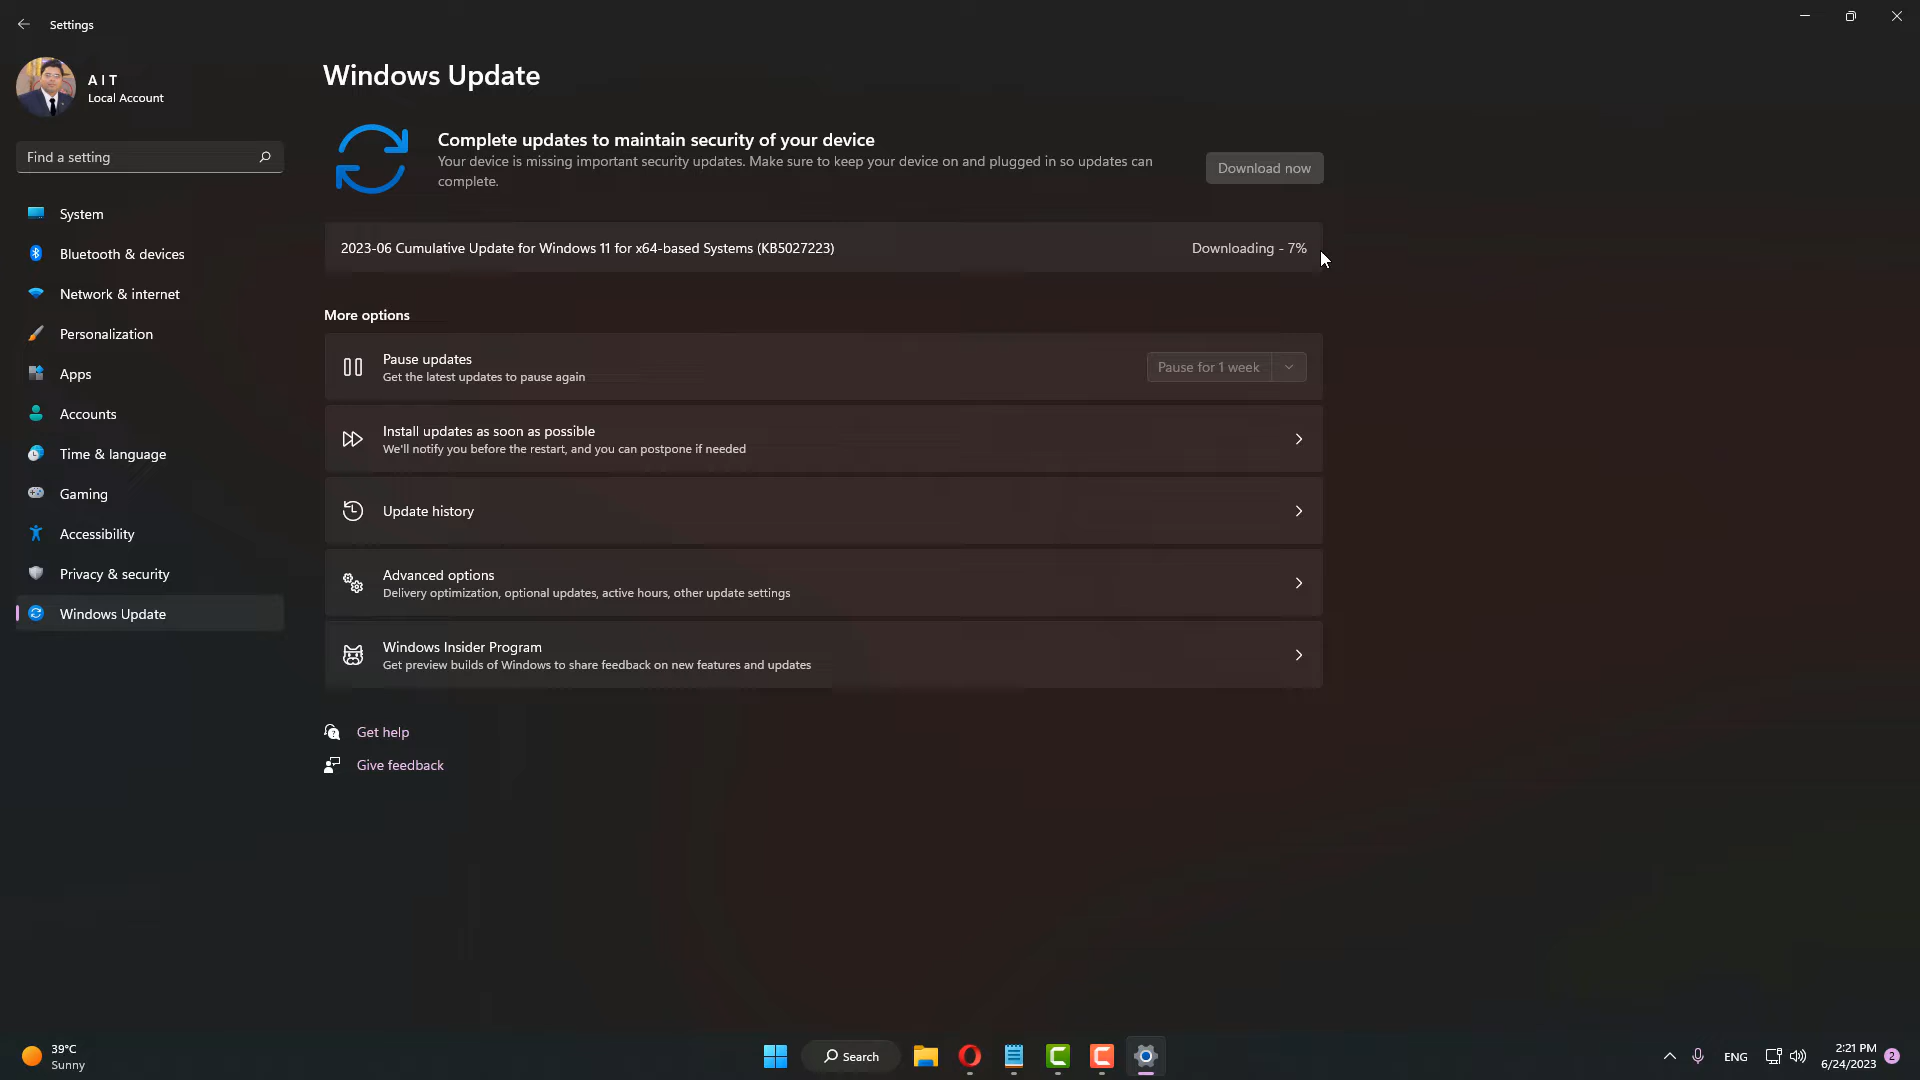 Settings
A I T
Local Account
Find a setting
System
Bluetooth & devices
Network & internet
Personalization
Apps
Accounts
Time & language
Gaming
Accessibility
Privacy & security
Windows Update
Windows Update
Complete updates to maintain security of your device
Your device is missing important security updates. Make sure to keep your device on and plugged in so updates can
complete.
Download now
2023-06 Cumulative Update for Windows 11 for x64-based Systems (KB5027223)
Downloading - 7%
More options
Pause updates
Get the latest updates to pause again
Pause for 1 week
Install updates as soon as possible
We'll notify you before the restart, and you can postpone if needed
Update history
Advanced options
Delivery optimization, optional updates, active hours, other update settings
Windows Insider Program
Get preview builds of Windows to share feedback on new features and updates
Get help
Give feedback
39°C
Sunny
Search
ENG
2:21 PM
6/24/2023
2